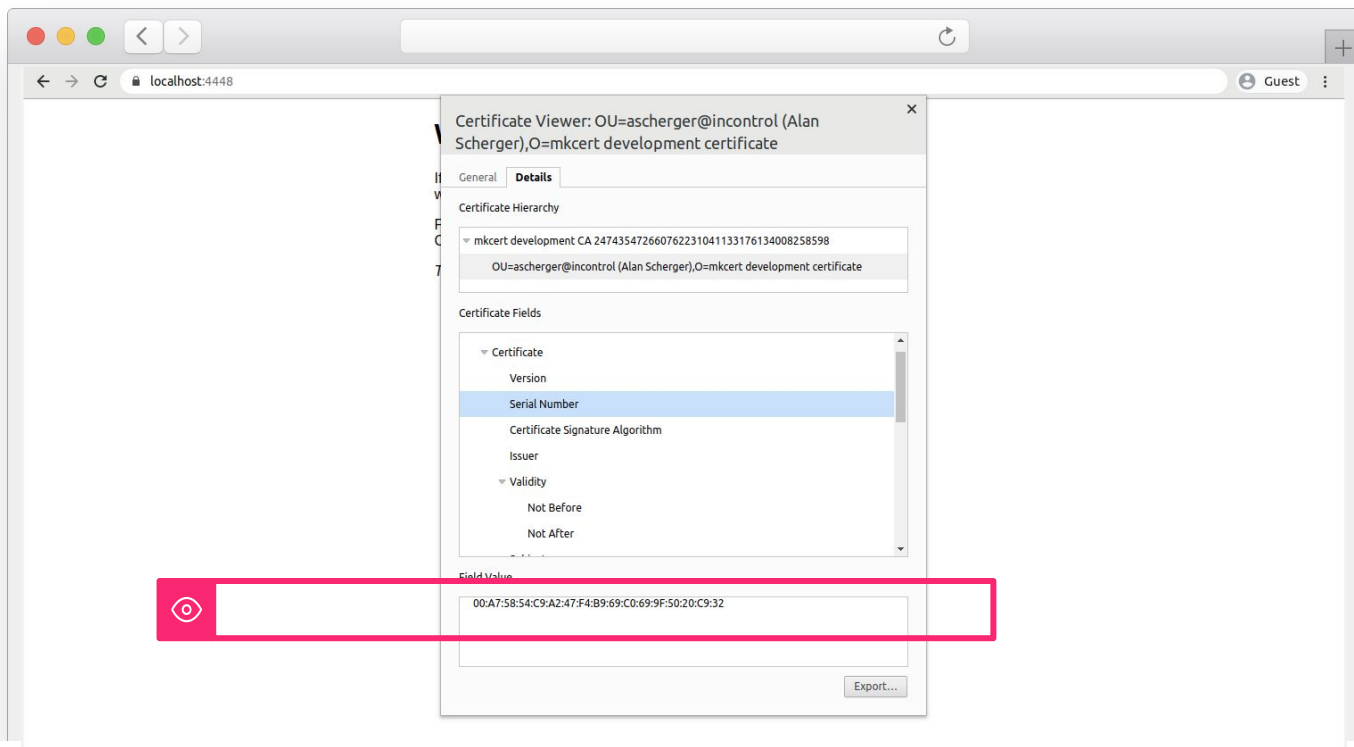 localhost:4448
Guest
Certificate Viewer: OU=ascherger@incontrol (Alan
Scherger),O=mkcert development certificate
General Details
Certificate Hierarchy
mkcert development CA 247435472660762231041133176134008258598
OU=ascherger@incontrol (Alan Scherger),O=mkcert development certificate
Certificate Fields
Certificate
Version
Serial Number
Certificate Signature Algorithm
Issuer
Validity
Not Before
Not After
Field Value
00:A7:58:54:C9:A2:47:F4:B9:69:C0:69:9F:50:20:C9:32
Export...